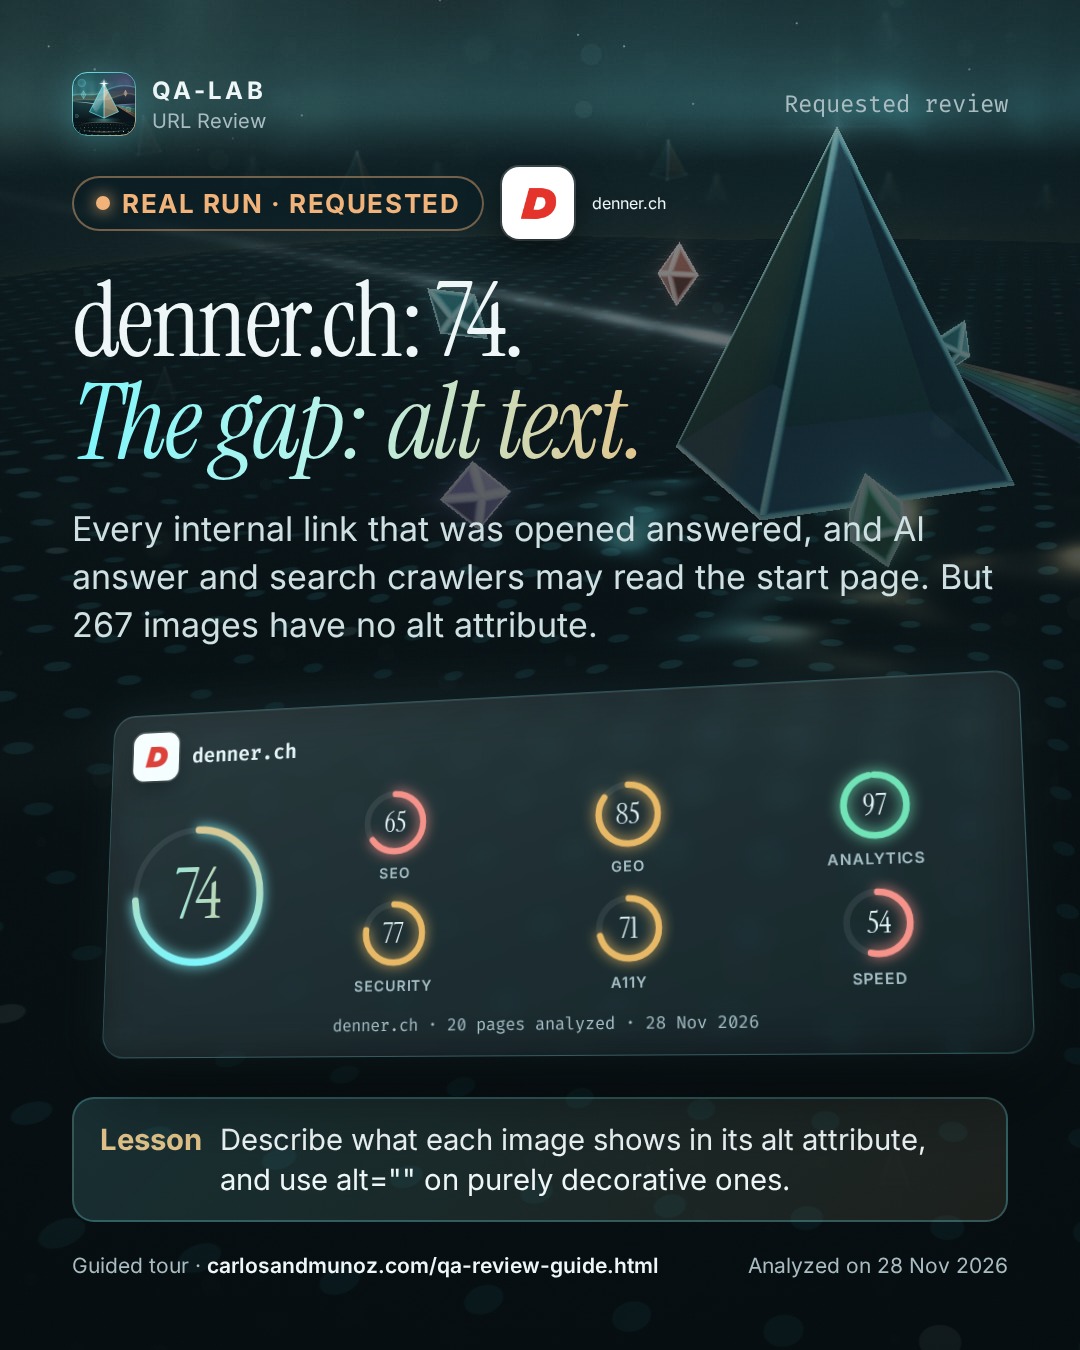 QA-LAB
URL Review
Requested review
REAL RUN · REQUESTED
D
denner.ch
denner.ch: 74.
The gap: alt text.
Every internal link that was opened answered, and AI
answer and search crawlers may read the start page. But
267 images have no alt attribute.
D
denner.ch
74
65
SEO
85
GEO
97
ANALYTICS
77
SECURITY
71
A11Y
54
SPEED
denner.ch · 20 pages analyzed · 28 Nov 2026
Lesson
Describe what each image shows in its alt attribute,
and use alt="" on purely decorative ones.
Guided tour · carlosandmunoz.com/qa-review-guide.html
Analyzed on 28 Nov 2026